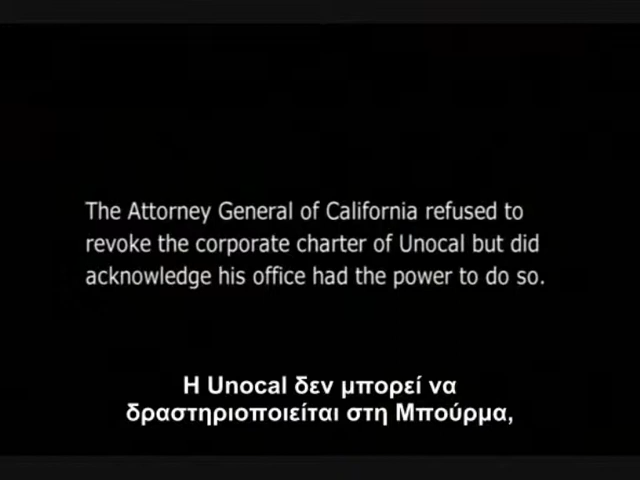 The Attorney General of California refused to
revoke the corporate charter of Unocal but did
acknowledge his office had the power to do so.
Η Unocal δεν μπορεί να
δραστηριοποιείται στη Μπούρμα,